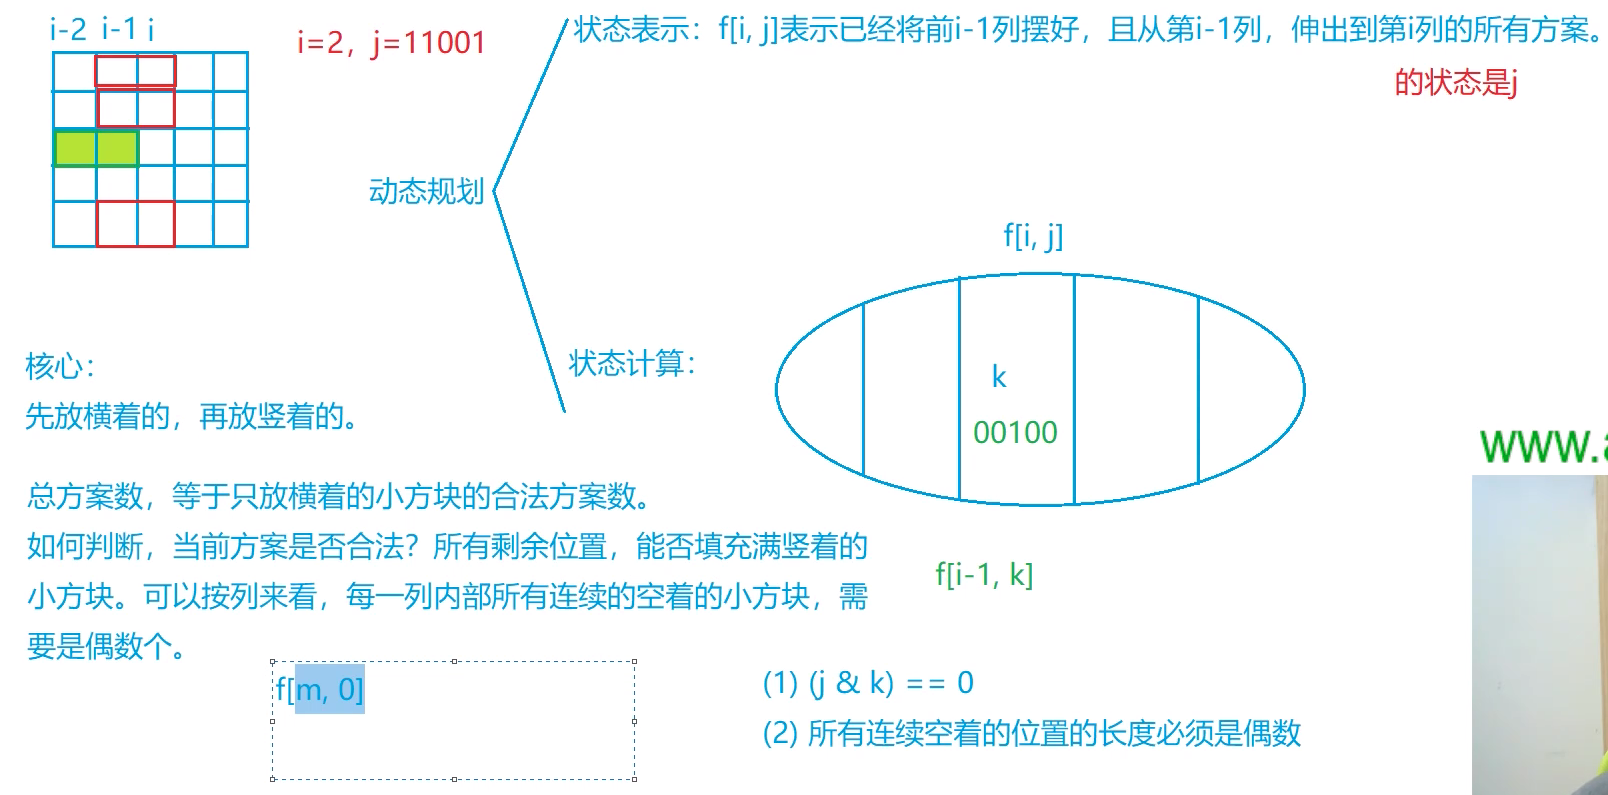 i-2 i-1 i
i=2，j=11001
状态表示：f[i, j]表示已经将前i-1列摆好，且从第i-1列，伸出到第i列的所有方案。
的状态是j
动态规划
f[i, j]
状态计算：
k
00100
核心：
先放横着的，再放竖着的。
总方案数，等于只放横着的小方块的合法方案数。
如何判断，当前方案是否合法？所有剩余位置，能否填充满竖着的
小方块。可以按列来看，每一列内部所有连续的空着的小方块，需
要是偶数个。
f[i-1, k]
f[m, 0]
(1) (j & k) == 0
(2) 所有连续空着的位置的长度必须是偶数
www.